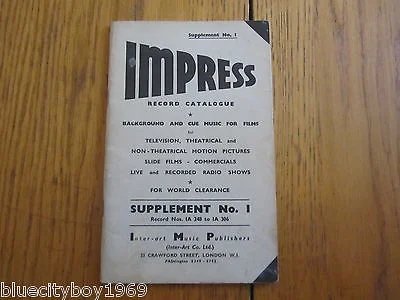 Supplement No. 1
IMPRESS
RECORD CATALOGUE
BACKGROUND AND CUE MUSIC FOR FILMS
for
TELEVISION, THEATRICAL and
NON-THEATRICAL MOTION PICTURES
SLIDE FILMS - COMMERCIALS
LIVE and RECORDED RADIO SHOWS
FOR WORLD CLEARANCE
SUPPLEMENT No. 1
Record Nos. IA 248 to IA 306
Inter-art Music Publishers
(Inter-Art Co. Ltd.)
23 CRAWFORD STREET, LONDON W.1.
PADdington
© bluecityboy1969